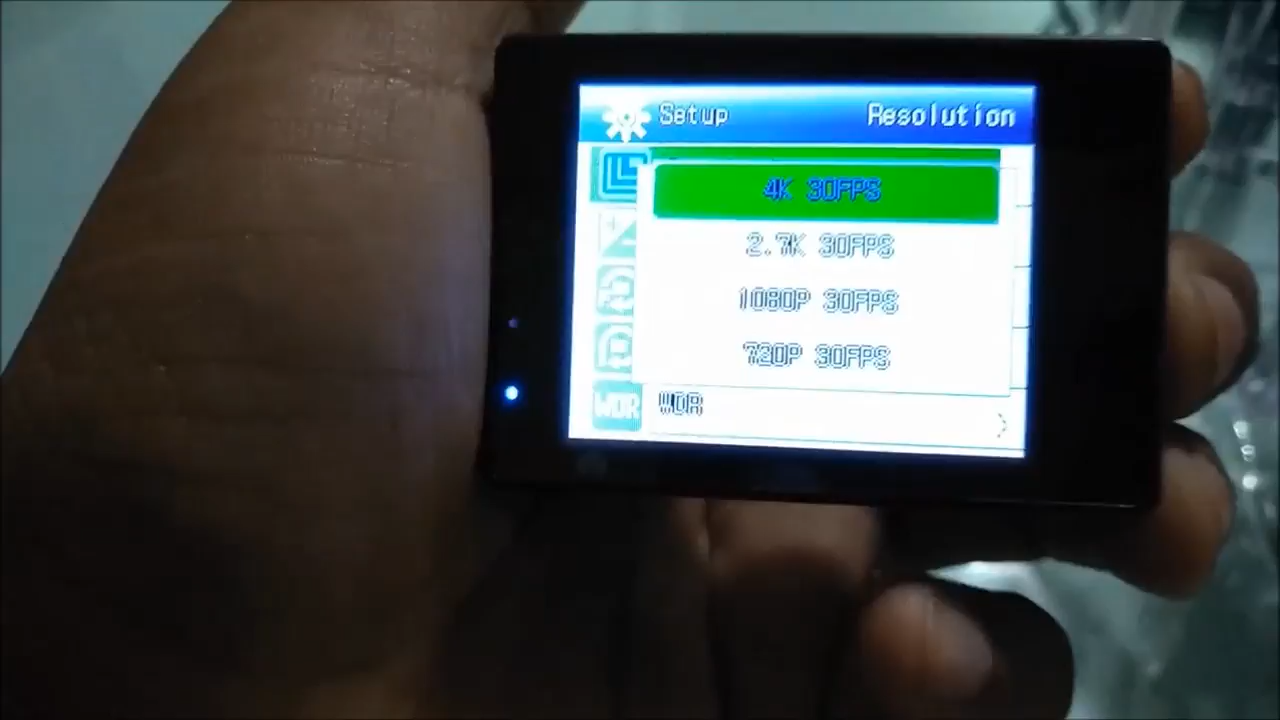 Setup Resolution
4K 30FPS
2.7K 30FPS
1080P 30FPS
720P 30FPS
WDR WDR